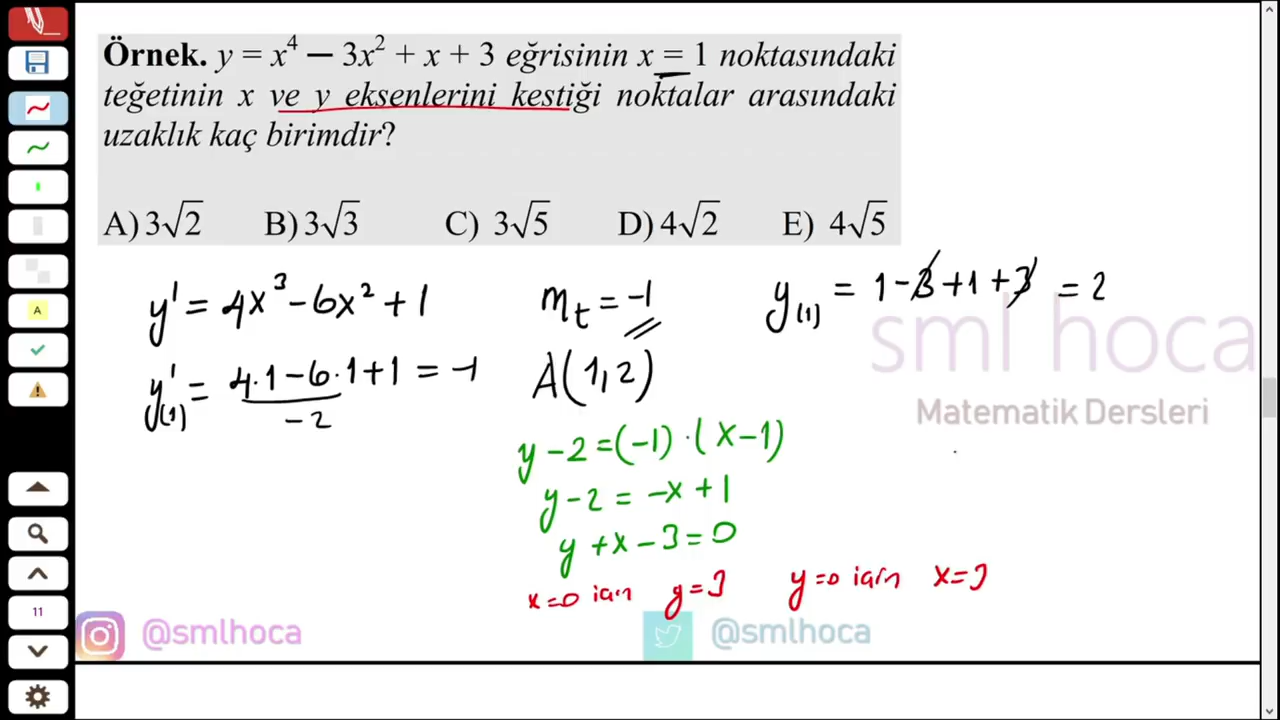 Örnek. y = x⁴ − 3x² + x + 3 eğrisinin x = 1 noktasındaki
teğetinin x ve y eksenlerini kestiği noktalar arasındaki
uzaklık kaç birimdir?
A) 3√2 B) 3√3 C) 3√5 D) 4√2 E) 4√5
y' = 4x³ − 6x² + 1
y'(1) = 4·1 − 6·1 + 1 = −1
−2
m_t = −1
A(1,2)
y(1) = 1 − 3 + 1 + 3 = 2
y − 2 = (−1)·(x − 1)
y − 2 = −x + 1
y + x − 3 = 0
x=0 için y=3 y=0 için x=3
sml hoca
Matematik Dersleri
@smlhoca @smlhoca
A
11